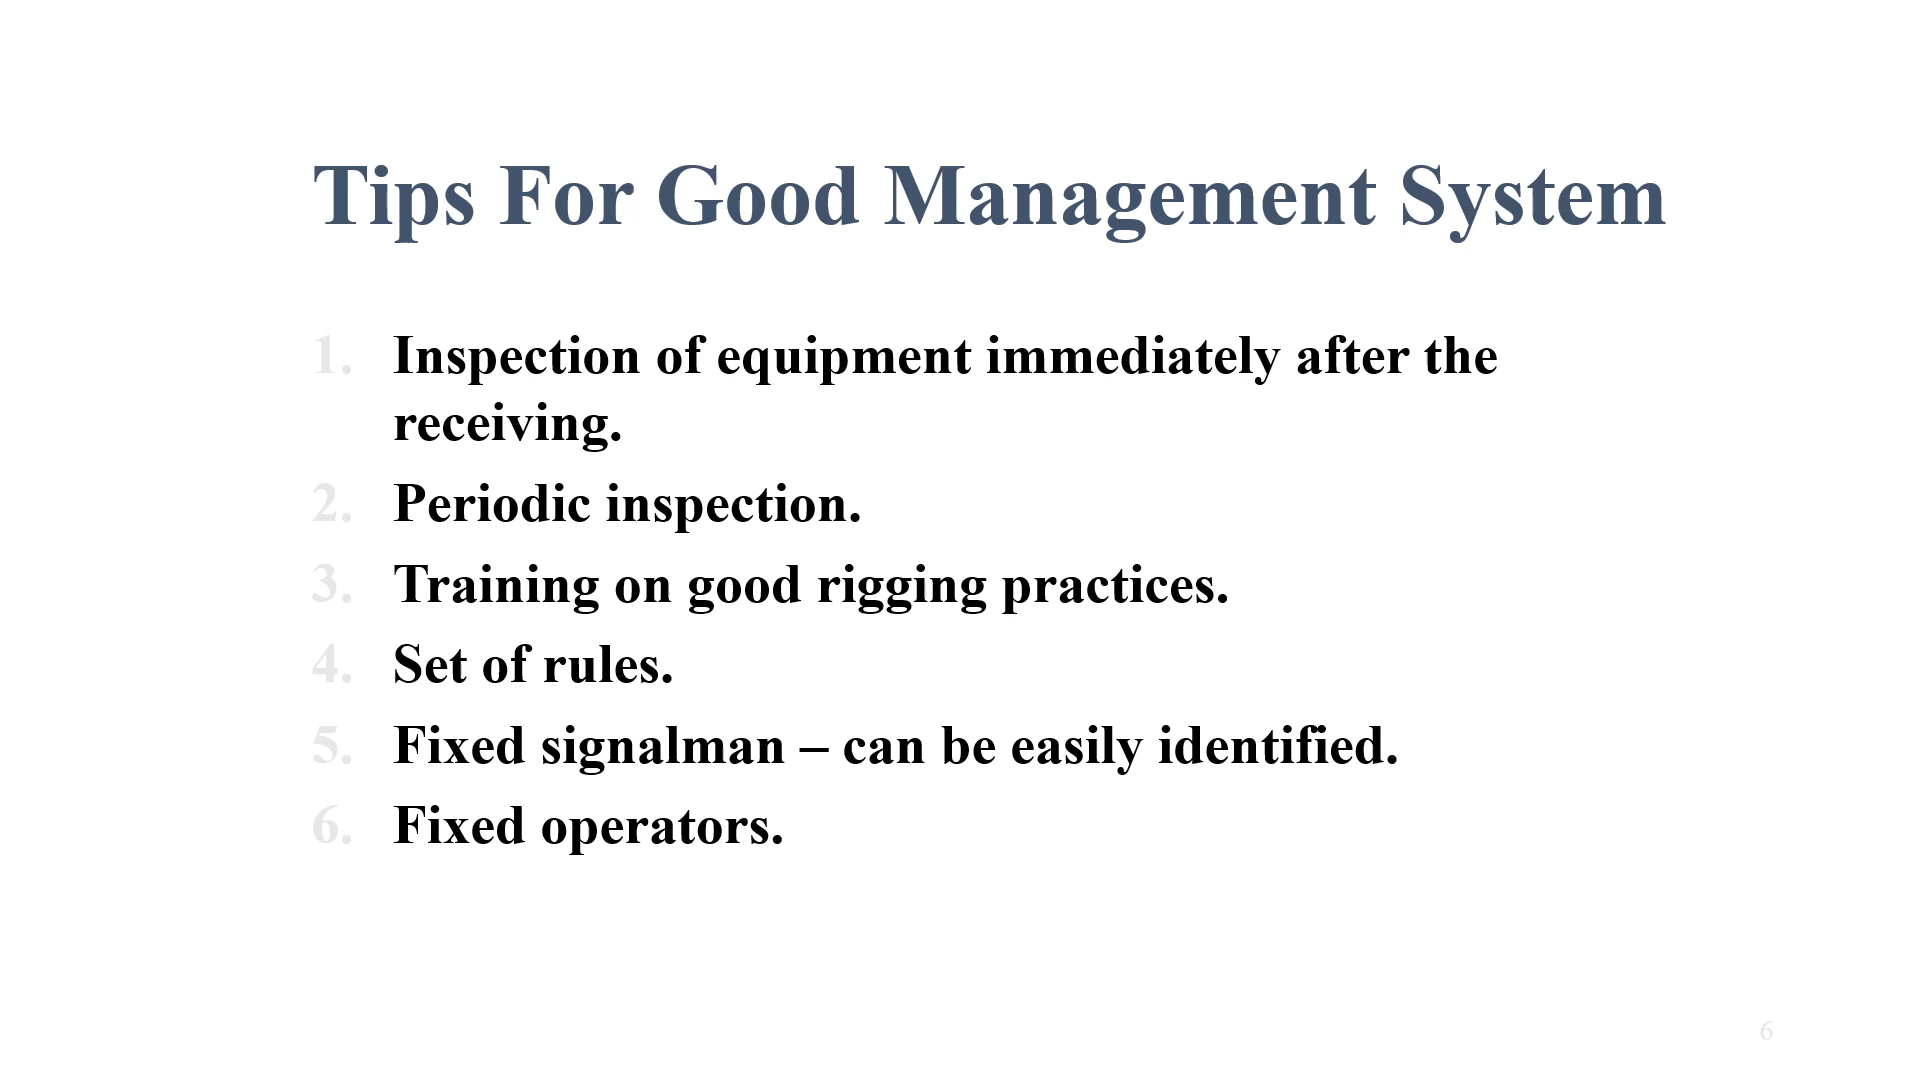 Tips For Good Management System
1. Inspection of equipment immediately after the
receiving.
2. Periodic inspection.
3. Training on good rigging practices.
4. Set of rules.
5. Fixed signalman – can be easily identified.
6. Fixed operators.
6